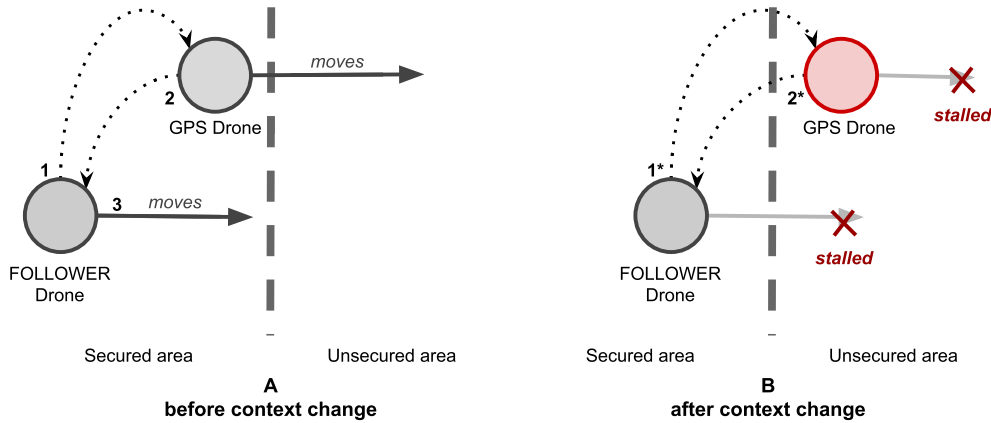 moves
2
GPS Drone
1
3
moves
FOLLOWER
Drone
Secured area
Unsecured area
A
before context change
2*
GPS Drone
stalled
1*
stalled
FOLLOWER
Drone
Secured area
Unsecured area
B
after context change